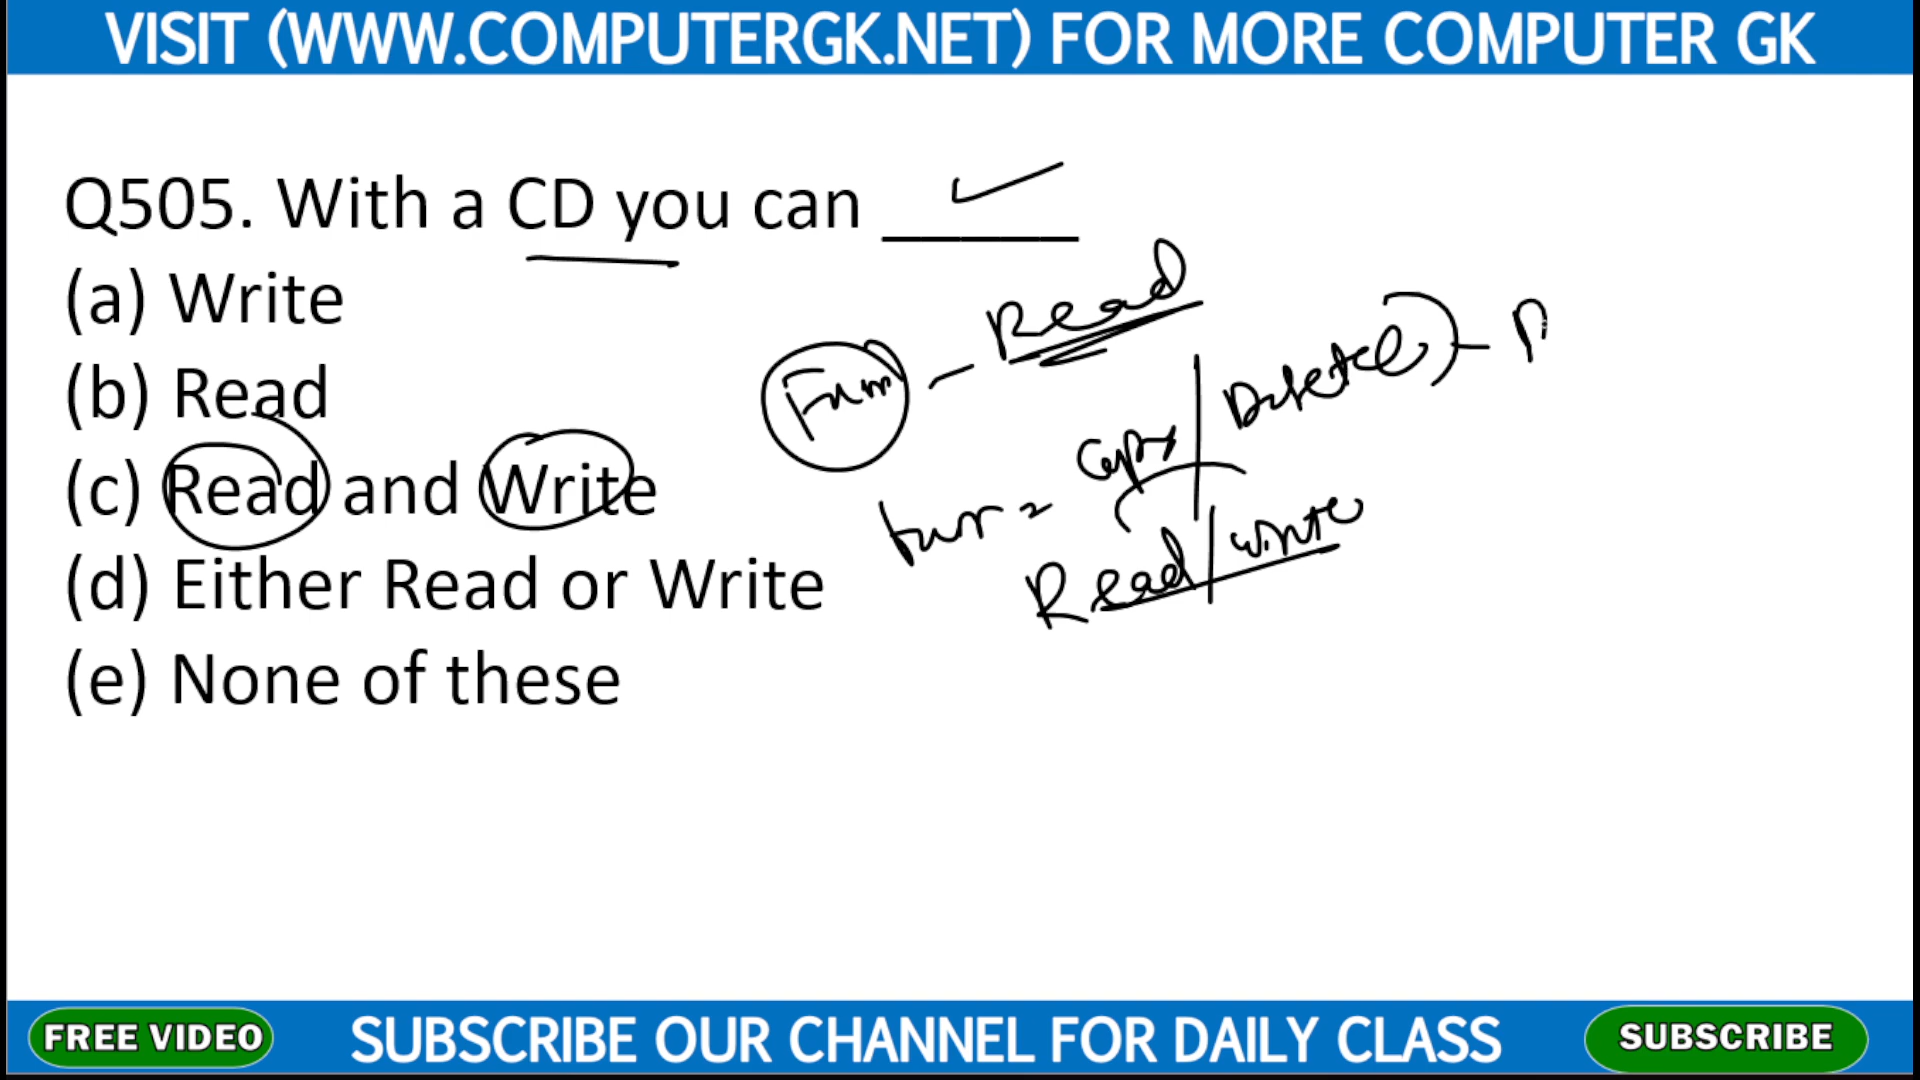 VISIT (WWW.COMPUTERGK.NET) FOR MORE COMPUTER GK
Q505. With a CD you can _____
(a) Write
(b) Read
(c) Read and Write
(d) Either Read or Write
(e) None of these
Read
Read/write
FREE VIDEO
SUBSCRIBE OUR CHANNEL FOR DAILY CLASS
SUBSCRIBE